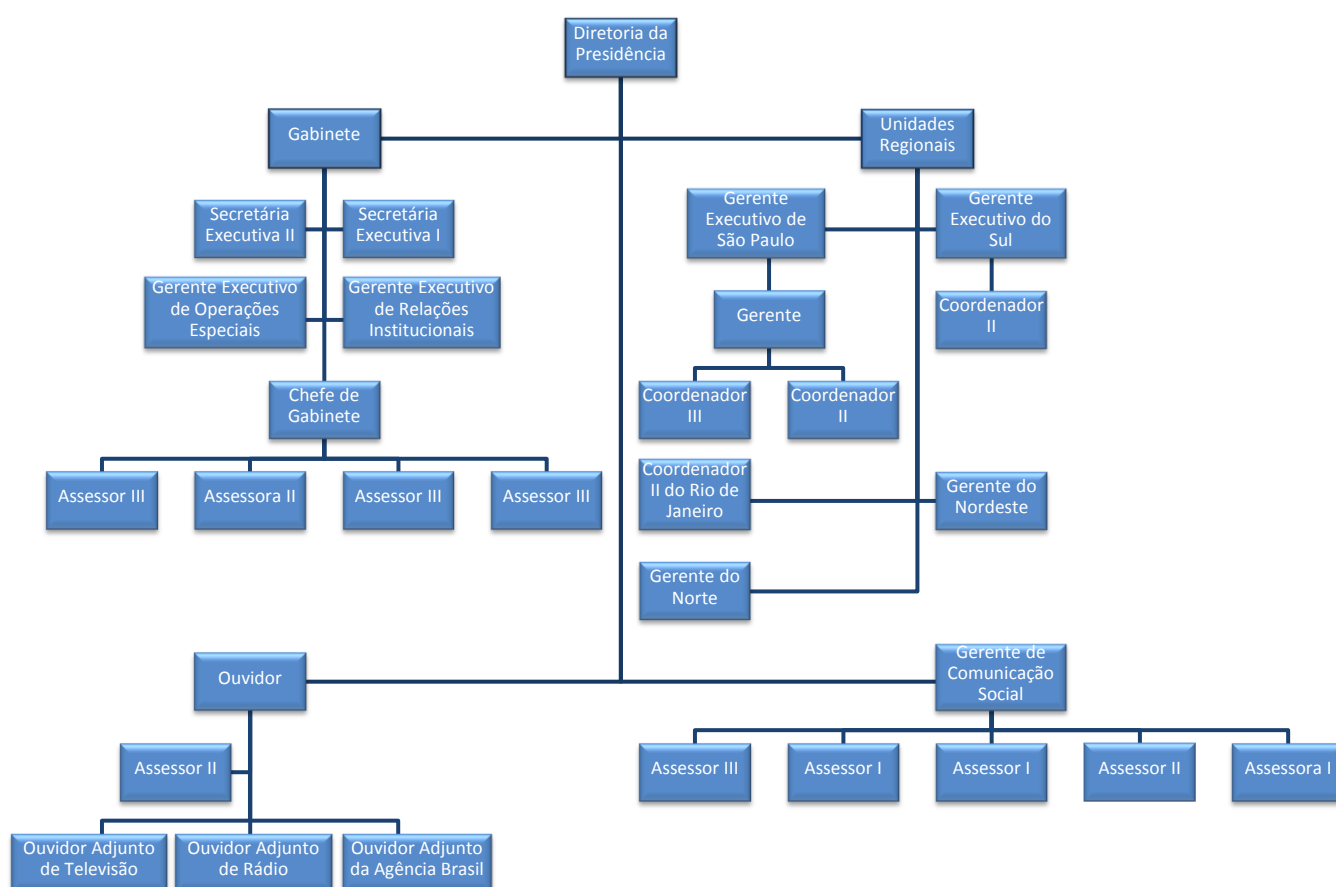 Diretoria da
Presidência
Gabinete
Unidades
Regionais
Secretária
Executiva II
Secretária
Executiva I
Gerente Executivo
de Operações
Especiais
Gerente Executivo
de Relações
Institucionais
Chefe de
Gabinete
Assessor III
Assessora II
Assessor III
Assessor III
Gerente
Executivo de
São Paulo
Gerente
Executivo do
Sul
Gerente
Coordenador
II
Coordenador
III
Coordenador
II
Coordenador
II do Rio de
Janeiro
Gerente do
Nordeste
Gerente do
Norte
Ouvidor
Gerente de
Comunicação
Social
Assessor II
Ouvidor Adjunto
de Televisão
Ouvidor Adjunto
de Rádio
Ouvidor Adjunto
da Agência Brasil
Assessor III
Assessor I
Assessor I
Assessor II
Assessora I